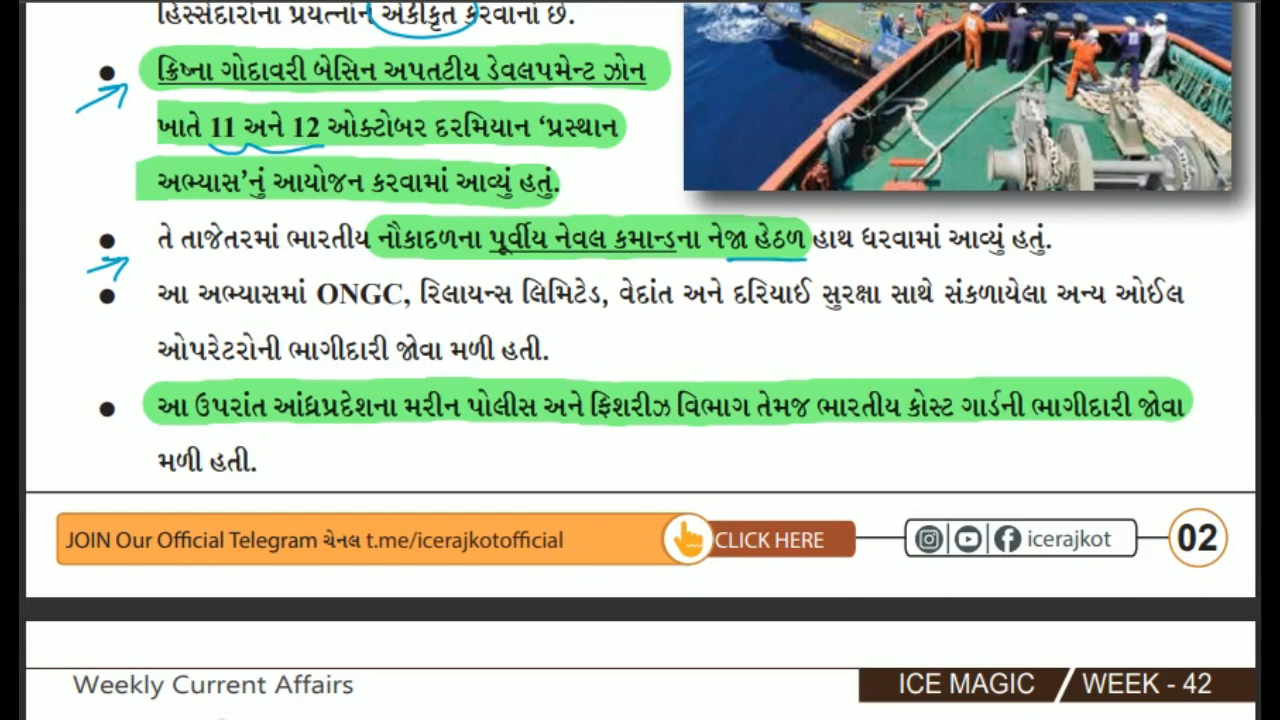 હિસ્સેદારોના પ્રયત્નોને એકીકૃત કરવાનો છે.
● ક્રિષ્ના ગોદાવરી બેસિન અપતટીય ડેવલપમેન્ટ ઝોન
ખાતે 11 અને 12 ઓક્ટોબર દરમિયાન ‘પ્રસ્થાન
અભ્યાસ’નું આયોજન કરવામાં આવ્યું હતું.
● તે તાજેતરમાં ભારતીય નૌકાદળના પૂર્વીય નેવલ કમાન્ડના નેજા હેઠળ હાથ ધરવામાં આવ્યું હતું.
● આ અભ્યાસમાં ONGC, રિલાયન્સ લિમિટેડ, વેદાંત અને દરિયાઈ સુરક્ષા સાથે સંકળાયેલા અન્ય ઓઈલ
ઓપરેટરોની ભાગીદારી જોવા મળી હતી.
● આ ઉપરાંત આંધ્રપ્રદેશના મરીન પોલીસ અને ફિશરીઝ વિભાગ તેમજ ભારતીય કોસ્ટ ગાર્ડની ભાગીદારી જોવા
મળી હતી.
JOIN Our Official Telegram ચેનલ t.me/icerajkotofficial CLICK HERE icerajkot 02
Weekly Current Affairs ICE MAGIC / WEEK - 42